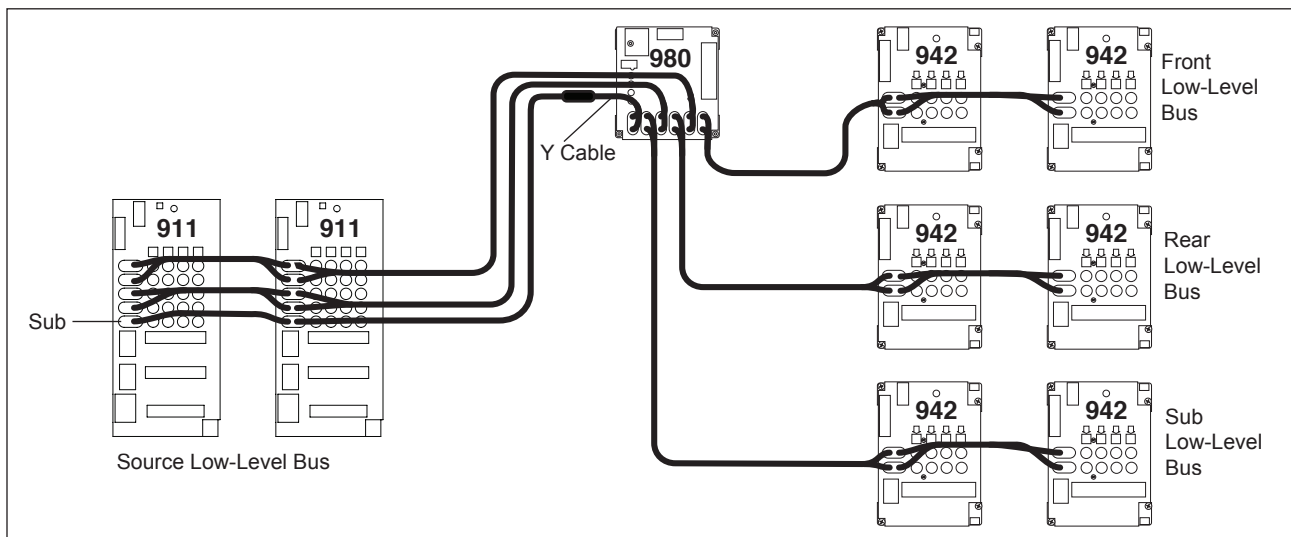 980
942
942
Front
Low-Level
Bus
Y Cable
911
911
942
942
Rear
Low-Level
Bus
Sub
942
942
Sub
Low-Level
Bus
Source Low-Level Bus